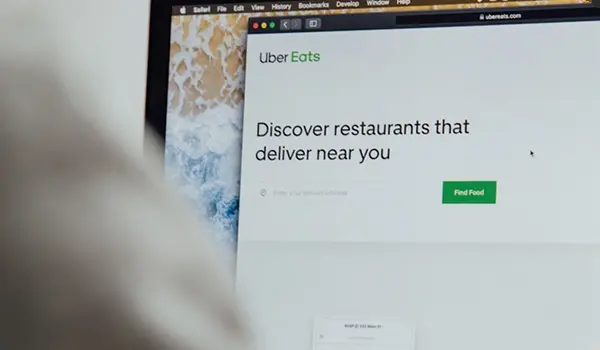 Safari File Edit View History Bookmarks Develop Window Help
ubereats.com
Uber Eats
Discover restaurants that
deliver near you
Enter your delivery address
Find Food